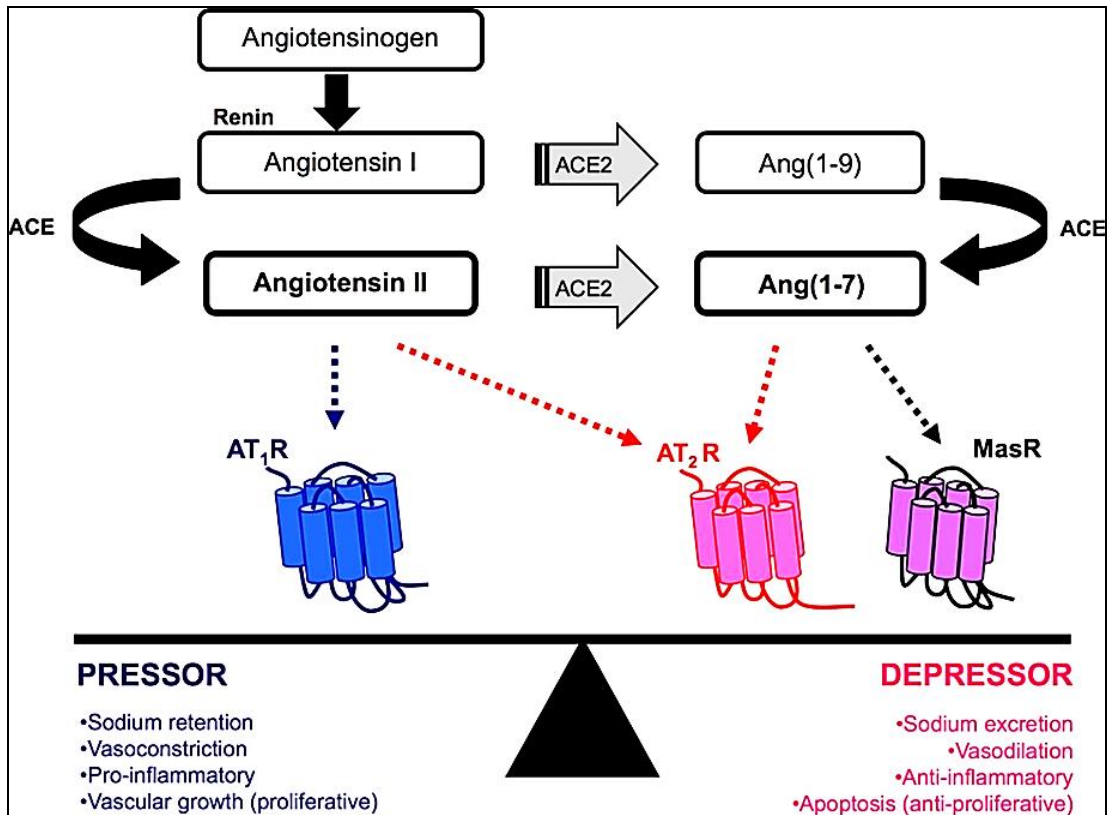 Angiotensinogen
Renin
Angiotensin I
ACE2
Ang(1-9)
ACE
ACE
Angiotensin II
ACE2
Ang(1-7)
AT₁R
AT₂ R
MasR
PRESSOR
•Sodium retention
•Vasoconstriction
•Pro-inflammatory
•Vascular growth (proliferative)
DEPRESSOR
•Sodium excretion
•Vasodilation
•Anti-inflammatory
•Apoptosis (anti-proliferative)